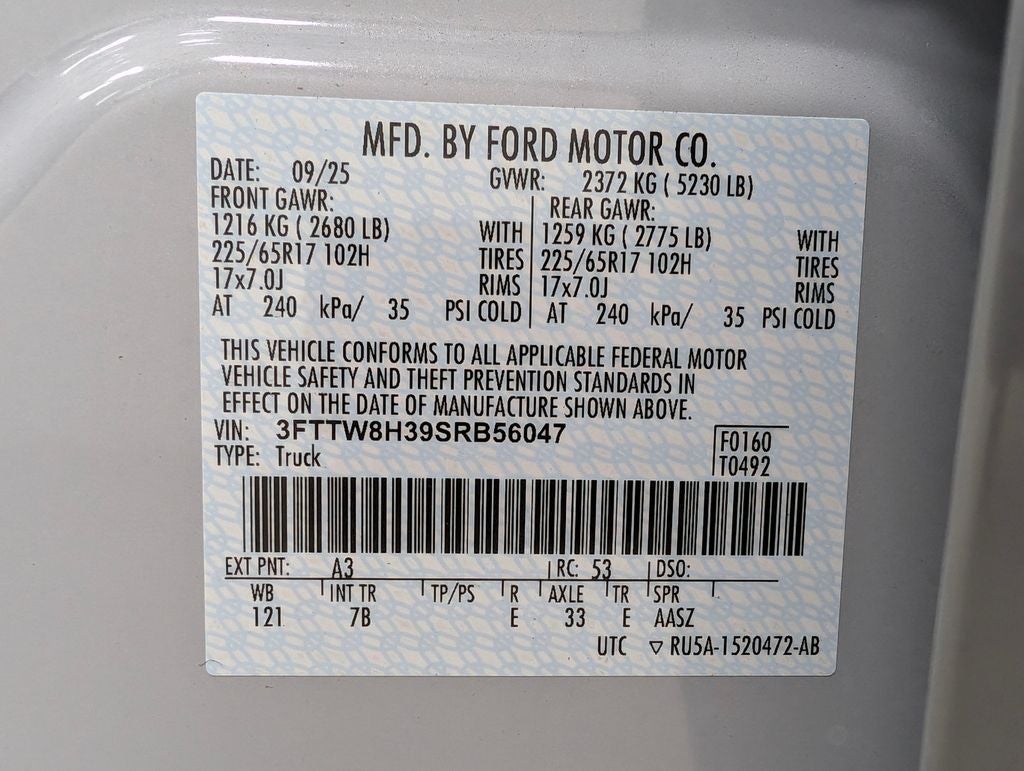 MFD. BY FORD MOTOR CO.
DATE: 09/25 GVWR: 2372 KG ( 5230 LB)
FRONT GAWR: REAR GAWR:
1216 KG ( 2680 LB) WITH 1259 KG ( 2775 LB) WITH
225/65R17 102H TIRES 225/65R17 102H TIRES
17x7.0J RIMS 17x7.0J RIMS
AT 240 kPa/ 35 PSI COLD AT 240 kPa/ 35 PSI COLD
THIS VEHICLE CONFORMS TO ALL APPLICABLE FEDERAL MOTOR
VEHICLE SAFETY AND THEFT PREVENTION STANDARDS IN
EFFECT ON THE DATE OF MANUFACTURE SHOWN ABOVE.
VIN: 3FTTW8H39SRB56047 F0160
TYPE: Truck T0492
EXT PNT: A3 RC: 53 DSO:
WB INT TR TP/PS R AXLE TR SPR
121 7B E 33 E AASZ
UTC ▽ RU5A-1520472-AB